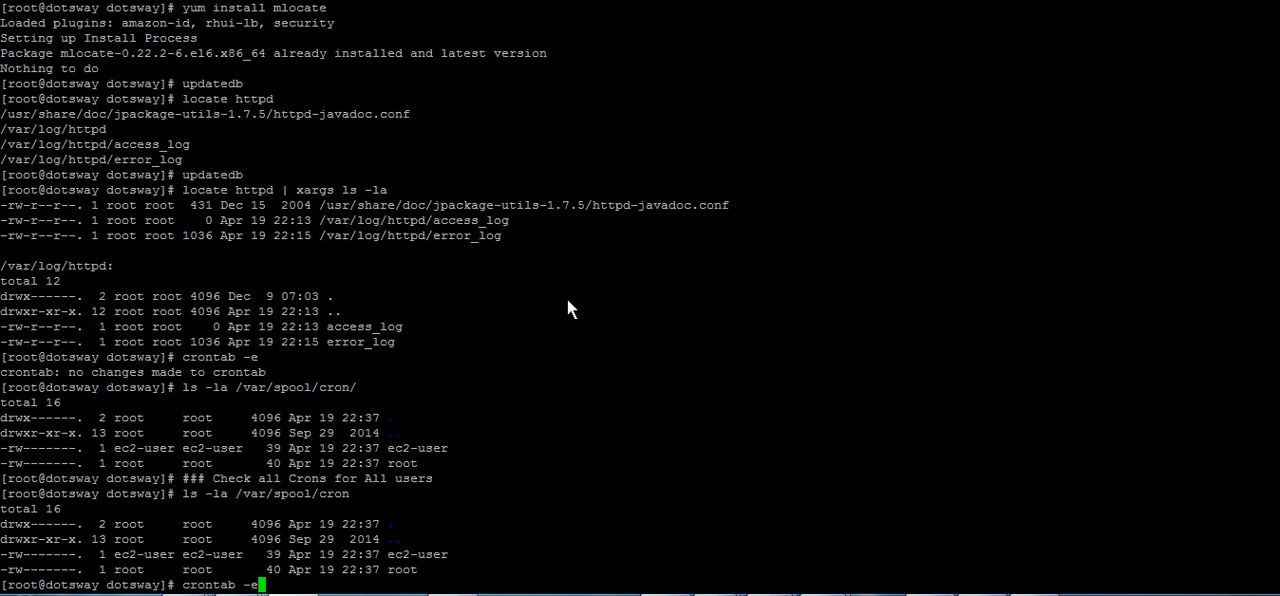 [root@dotsway dotsway]# yum install mlocate
Loaded plugins: amazon-id, rhui-lb, security
Setting up Install Process
Package mlocate-0.22.2-6.el6.x86_64 already installed and latest version
Nothing to do
[root@dotsway dotsway]# updatedb
[root@dotsway dotsway]# locate httpd
/usr/share/doc/jpackage-utils-1.7.5/httpd-javadoc.conf
/var/log/httpd
/var/log/httpd/access_log
/var/log/httpd/error_log
[root@dotsway dotsway]# updatedb
[root@dotsway dotsway]# locate httpd | xargs ls -la
-rw-r--r--. 1 root root  431 Dec 15  2004 /usr/share/doc/jpackage-utils-1.7.5/httpd-javadoc.conf
-rw-r--r--. 1 root root    0 Apr 19 22:13 /var/log/httpd/access_log
-rw-r--r--. 1 root root 1036 Apr 19 22:15 /var/log/httpd/error_log
/var/log/httpd:
total 12
drwx------.  2 root root 4096 Dec  9 07:03 .
drwxr-xr-x. 12 root root 4096 Apr 19 22:13 ..
-rw-r--r--.  1 root root    0 Apr 19 22:13 access_log
-rw-r--r--.  1 root root 1036 Apr 19 22:15 error_log
[root@dotsway dotsway]# crontab -e
crontab: no changes made to crontab
[root@dotsway dotsway]# ls -la /var/spool/cron/
total 16
drwx------.  2 root     root     4096 Apr 19 22:37 .
drwxr-xr-x. 13 root     root     4096 Sep 29  2014 ..
-rw-------.  1 ec2-user ec2-user   39 Apr 19 22:37 ec2-user
-rw-------.  1 root     root       40 Apr 19 22:37 root
[root@dotsway dotsway]# ### Check all Crons for All users
[root@dotsway dotsway]# ls -la /var/spool/cron
total 16
drwx------.  2 root     root     4096 Apr 19 22:37 .
drwxr-xr-x. 13 root     root     4096 Sep 29  2014 ..
-rw-------.  1 ec2-user ec2-user   39 Apr 19 22:37 ec2-user
-rw-------.  1 root     root       40 Apr 19 22:37 root
[root@dotsway dotsway]# crontab -e